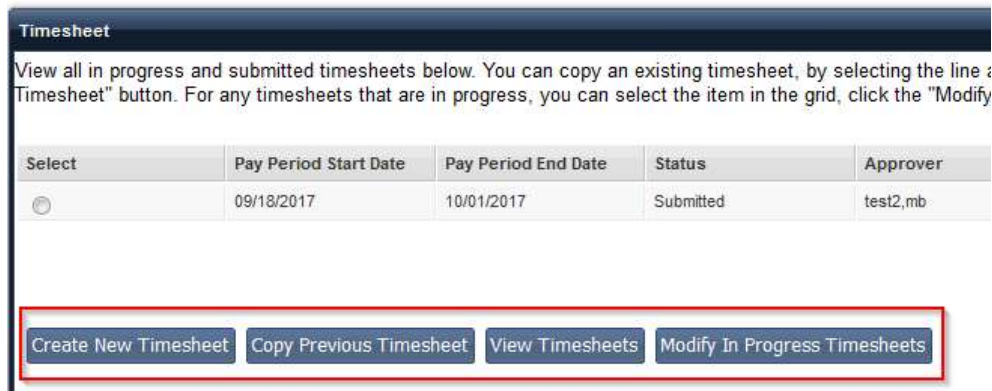 Timesheet
View all in progress and submitted timesheets below. You can copy an existing timesheet, by selecting the line
Timesheet" button. For any timesheets that are in progress, you can select the item in the grid, click the "Modify
Select Pay Period Start Date Pay Period End Date Status Approver
09/18/2017 10/01/2017 Submitted test2,mb
Create New Timesheet Copy Previous Timesheet View Timesheets Modify In Progress Timesheets